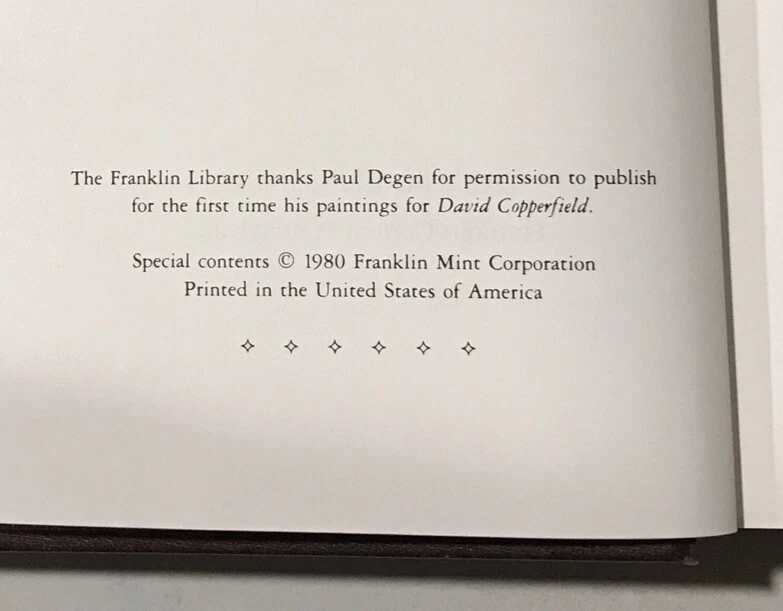 The Franklin Library thanks Paul Degen for permission to publish
for the first time his paintings for David Copperfield.
Special contents © 1980 Franklin Mint Corporation
Printed in the United States of America